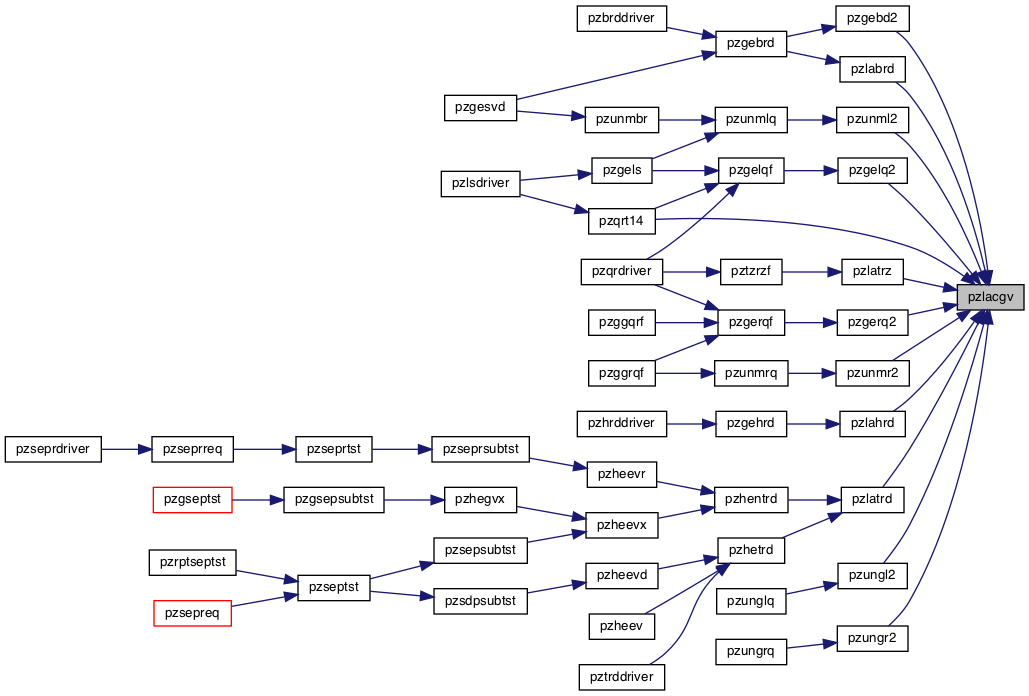 pzbrddriver
pzgebd2
pzgebrd
pzlabrd
pzgesvd
pzunmbr
pzunmlq
pzunml2
pzgels
pzgelqf
pzgelq2
pzlsdriver
pzqrt14
pzqrdriver
pztzrzf
pzlatrz
pzlacgv
pzggqrf
pzgerqf
pzgerq2
pzggrqf
pzunmrq
pzunmr2
pzhrddriver
pzgehrd
pzlahrd
pzseprdriver
pzseprreq
pzseprtst
pzseprsubtst
pzheevr
pzgseptst
pzgsepsubtst
pzhegvx
pzhentrd
pzlatrd
pzheevx
pzsepsubtst
pzhetrd
pzrptseptst
pzseptst
pzheevd
pzungl2
pzsepreq
pzsdpsubtst
pzunglq
pzheev
pzungr2
pzungrq
pztrddriver